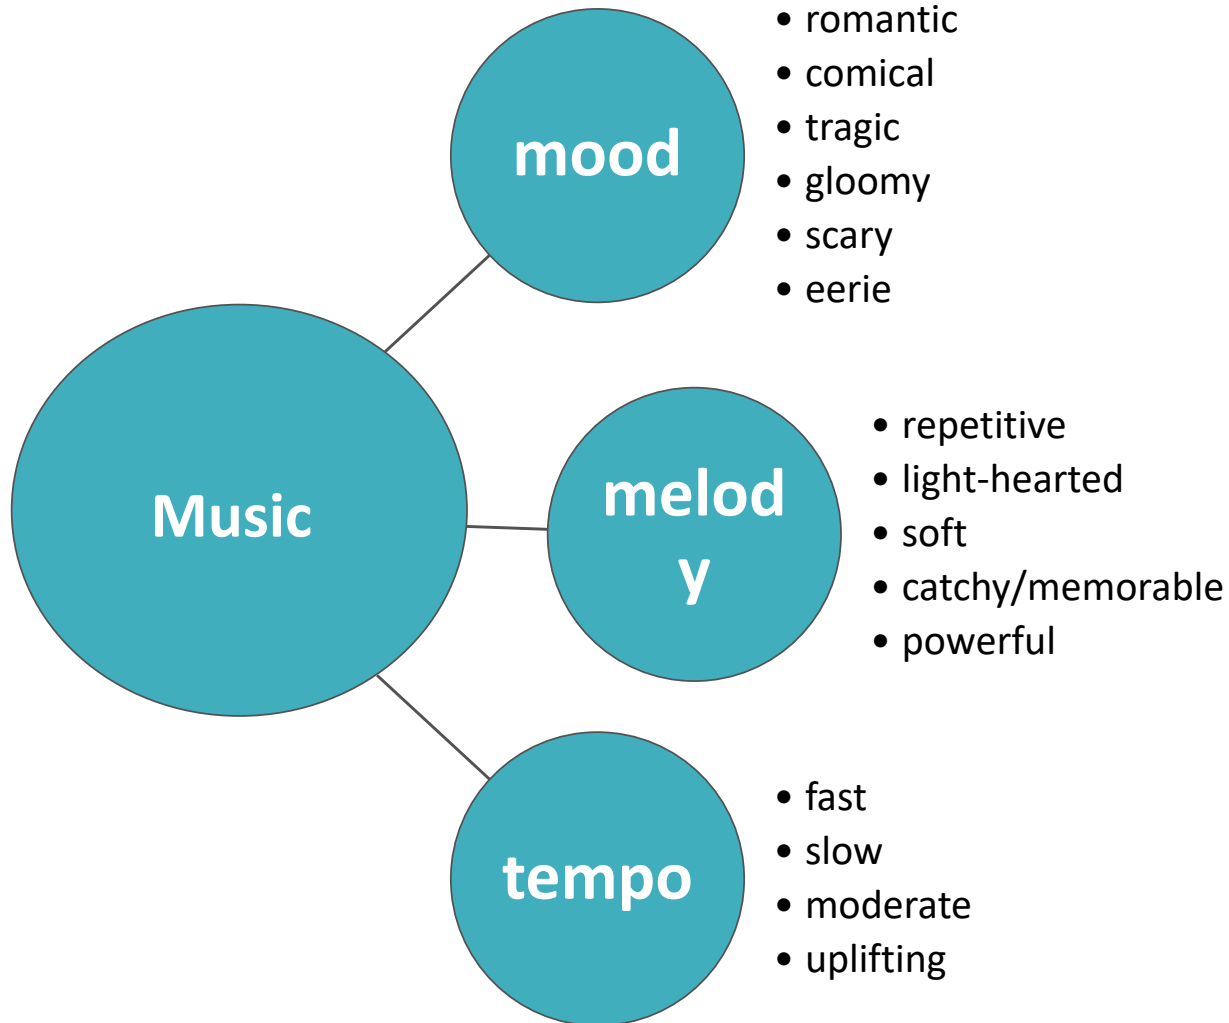 Music
mood
• romantic
• comical
• tragic
• gloomy
• scary
• eerie
melod
y
• repetitive
• light-hearted
• soft
• catchy/memorable
• powerful
tempo
• fast
• slow
• moderate
• uplifting